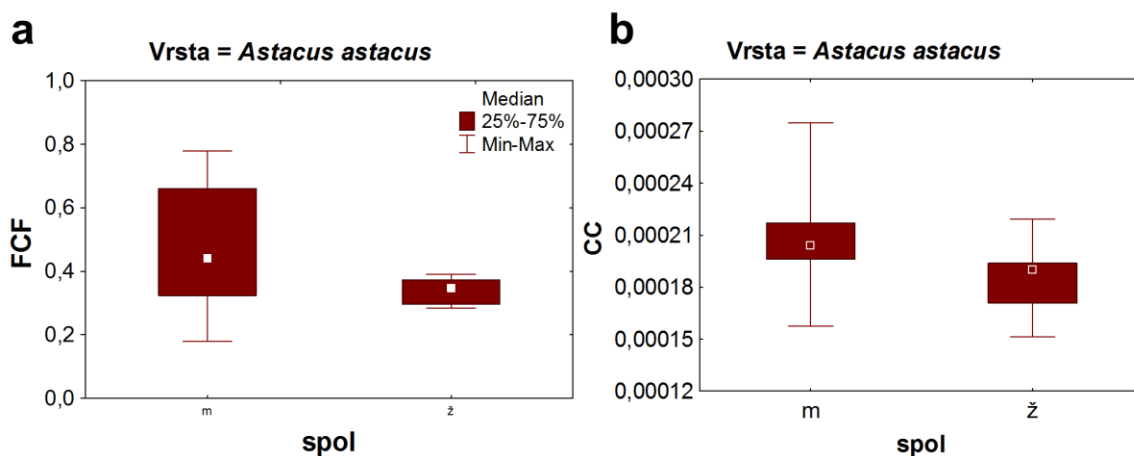 a
Vrsta = Astacus astacus
1,0
0,8
0,6
0,4
0,2
0,0
FCF
Median
25%-75%
Min-Max
m
ž
spol
b
Vrsta = Astacus astacus
0,00030
0,00027
0,00024
0,00021
0,00018
0,00015
0,00012
CC
m
ž
spol